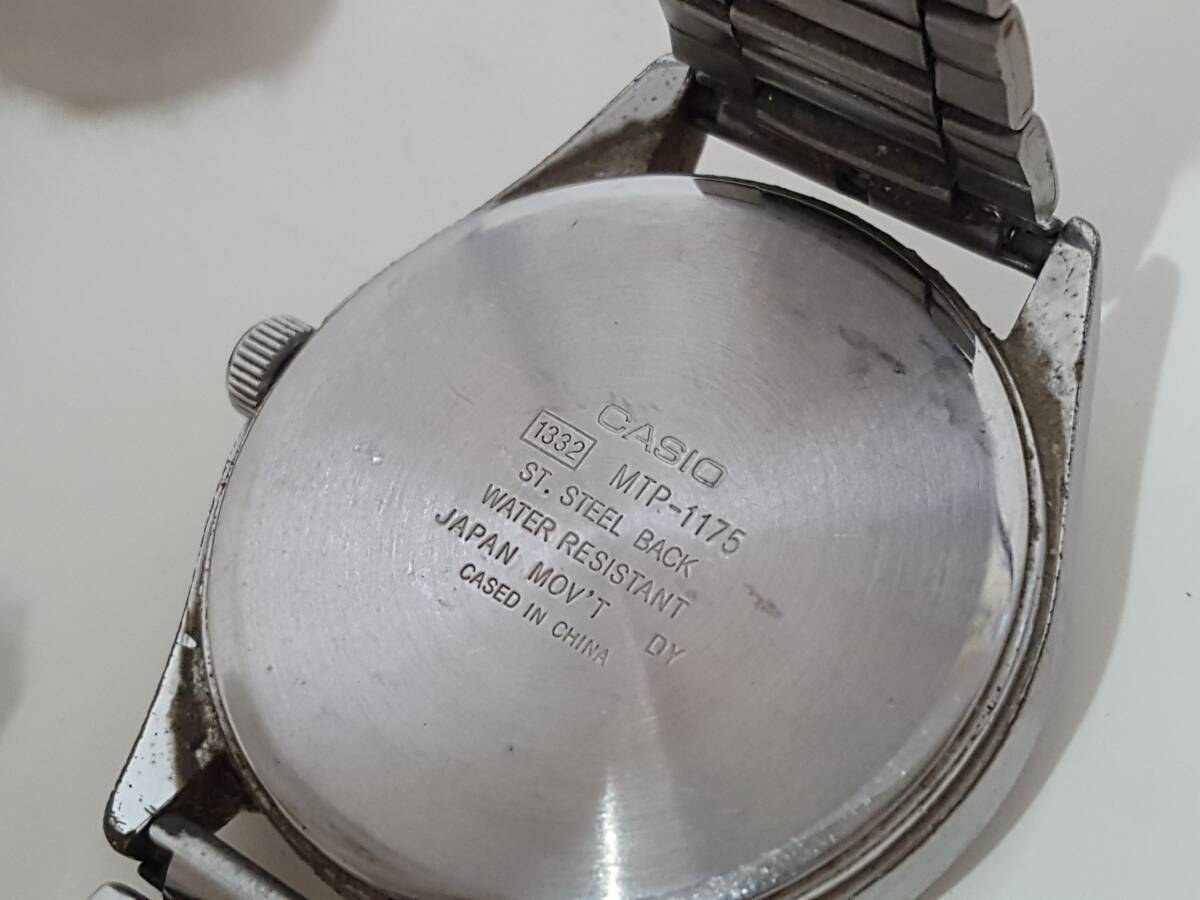 CASIO
1332 MTP-1175
ST. STEEL BACK
WATER RESISTANT
JAPAN MOV'T DY
CASED IN CHINA